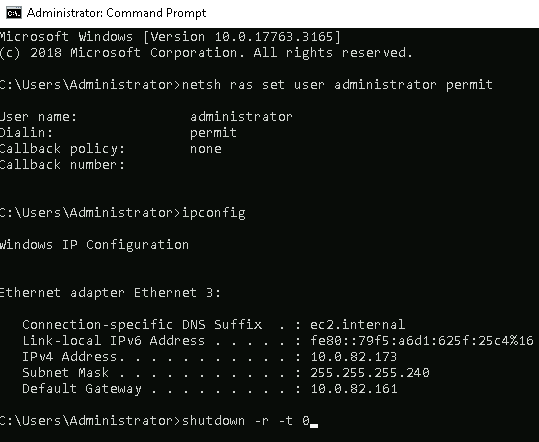 Administrator: Command Prompt
Microsoft Windows [Version 10.0.17763.3165]
(c) 2018 Microsoft Corporation. All rights reserved.
C:\Users\Administrator>netsh ras set user administrator permit
User name:               administrator
Dialin:                  permit
Callback policy:         none
Callback number:
C:\Users\Administrator>ipconfig
Windows IP Configuration
Ethernet adapter Ethernet 3:
   Connection-specific DNS Suffix  . : ec2.internal
   Link-local IPv6 Address . . . . . : fe80::79f5:a6d1:625f:25c4%16
   IPv4 Address. . . . . . . . . . . : 10.0.82.173
   Subnet Mask . . . . . . . . . . . : 255.255.255.240
   Default Gateway . . . . . . . . . : 10.0.82.161
C:\Users\Administrator>shutdown -r -t 0_